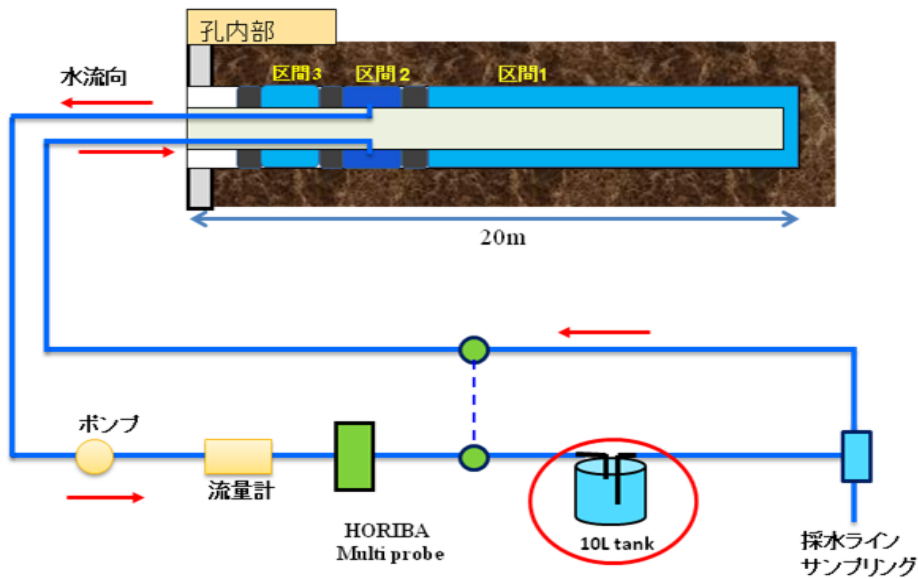 孔内部
水流向
区間3
区間2
区間1
20m
ポンプ
流量計
HORIBA
Multi probe
10L tank
採水ライン
サンプリング